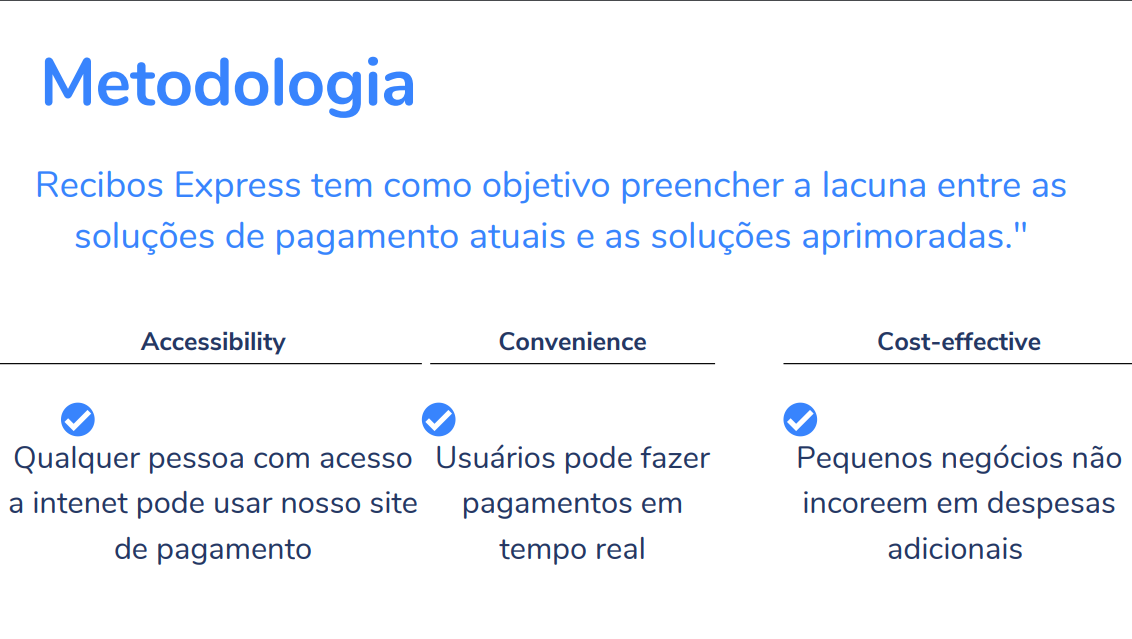 Metodologia
Recibos Express tem como objetivo preencher a lacuna entre as
soluções de pagamento atuais e as soluções aprimoradas."
Accessibility
Convenience
Cost-effective
Qualquer pessoa com acesso
a intenet pode usar nosso site
de pagamento
Usuários pode fazer
pagamentos em
tempo real
Pequenos negócios não
incoreem em despesas
adicionais